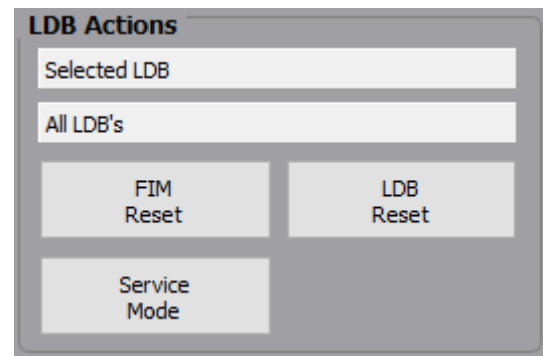 LDB Actions
Selected LDB
All LDB's
FIM
Reset
LDB
Reset
Service
Mode